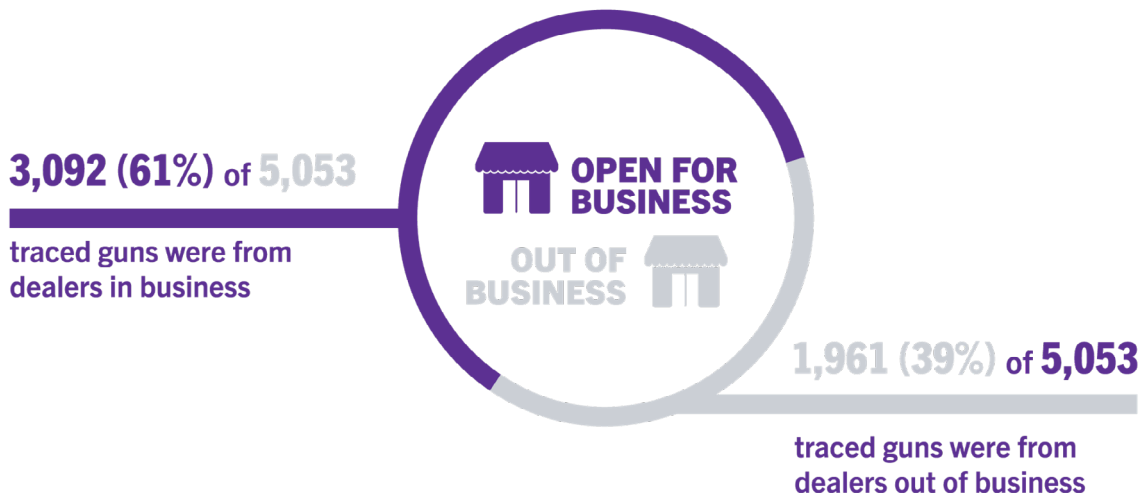 3,092 (61%) of 5,053
traced guns were from
dealers in business
OPEN FOR
BUSINESS
OUT OF
BUSINESS
1,961 (39%) of 5,053
traced guns were from
dealers out of business